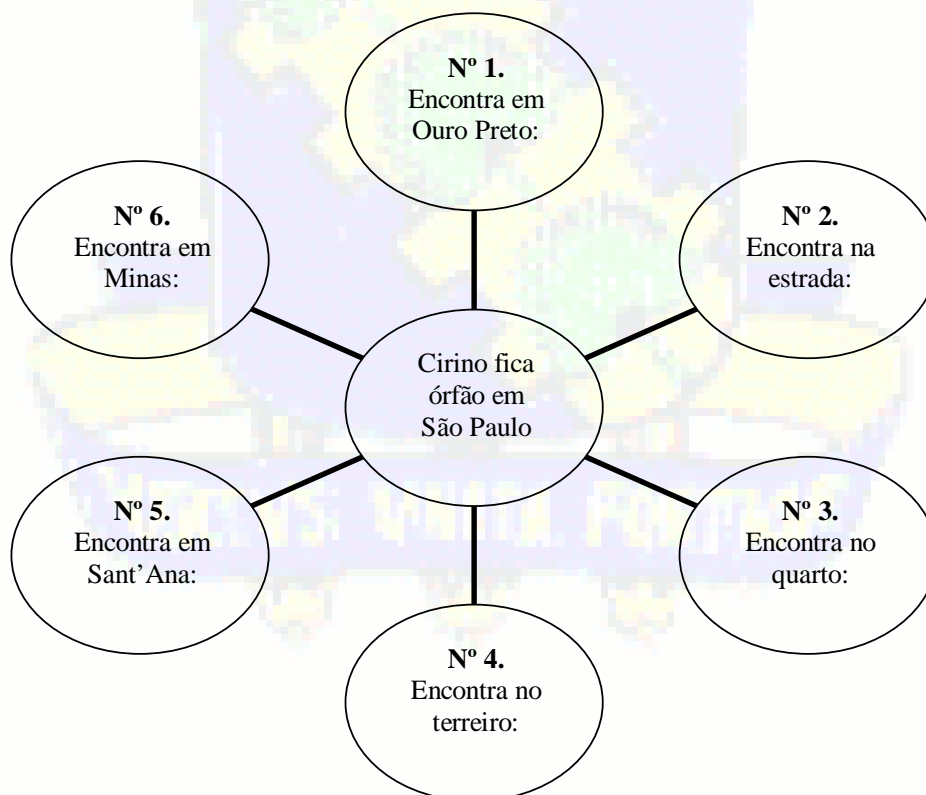 Nº 1.
Encontra em
Ouro Preto:
Nº 2.
Encontra na
estrada:
Nº 3.
Encontra no
quarto:
Nº 4.
Encontra no
terreiro:
Nº 5.
Encontra em
Sant’Ana:
Nº 6.
Encontra em
Minas:
Cirino fica
órfão em
São Paulo